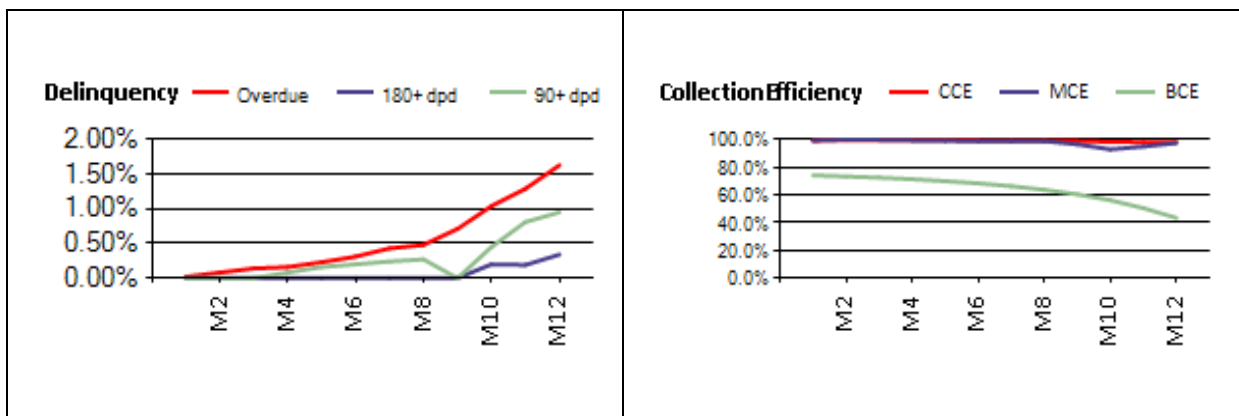 Delinquency Overdue 180+ dpd 90+ dpd
2.00%
1.50%
1.00%
0.50%
0.00%
M2 M4 M6 M8 M10 M12
Collection Efficiency CCE MCE BCE
100.0%
80.0%
60.0%
40.0%
20.0%
0.0%
M2 M4 M6 M8 M10 M12